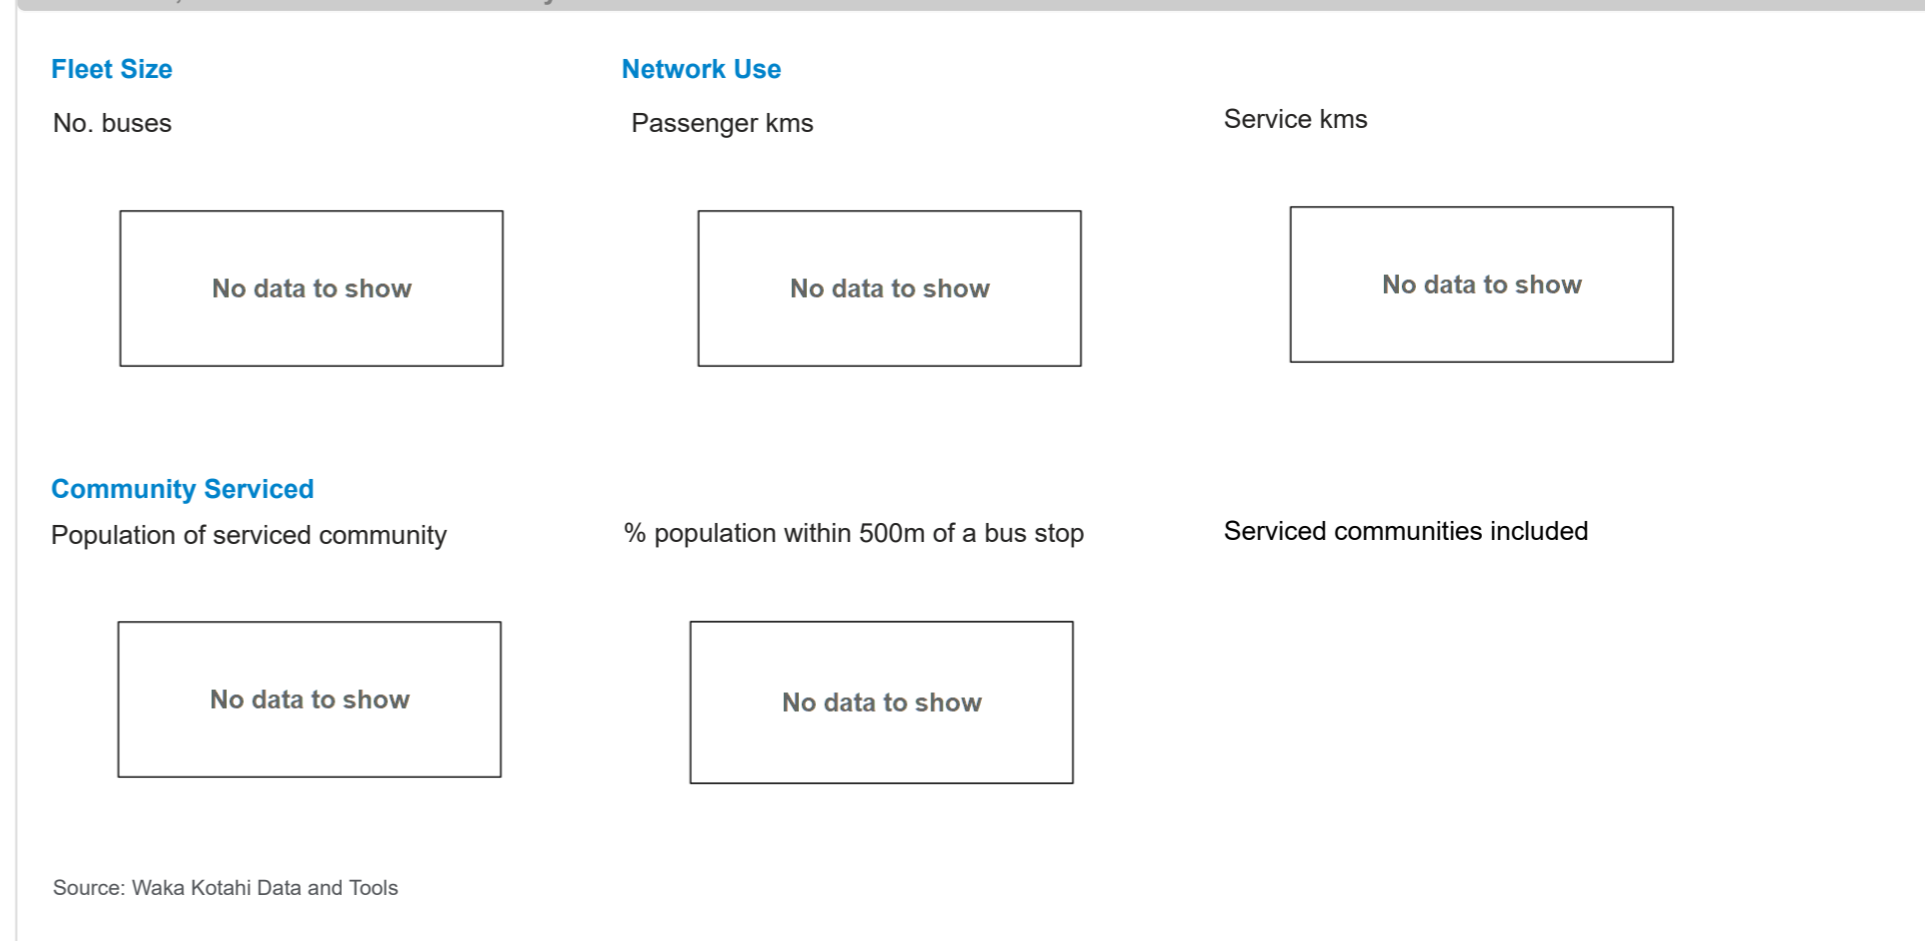 Fleet Size
Network Use
No. buses
Passenger kms
Service kms
No data to show
No data to show
No data to show
Community Serviced
Population of serviced community
% population within 500m of a bus stop
Serviced communities included
No data to show
No data to show
Source: Waka Kotahi Data and Tools